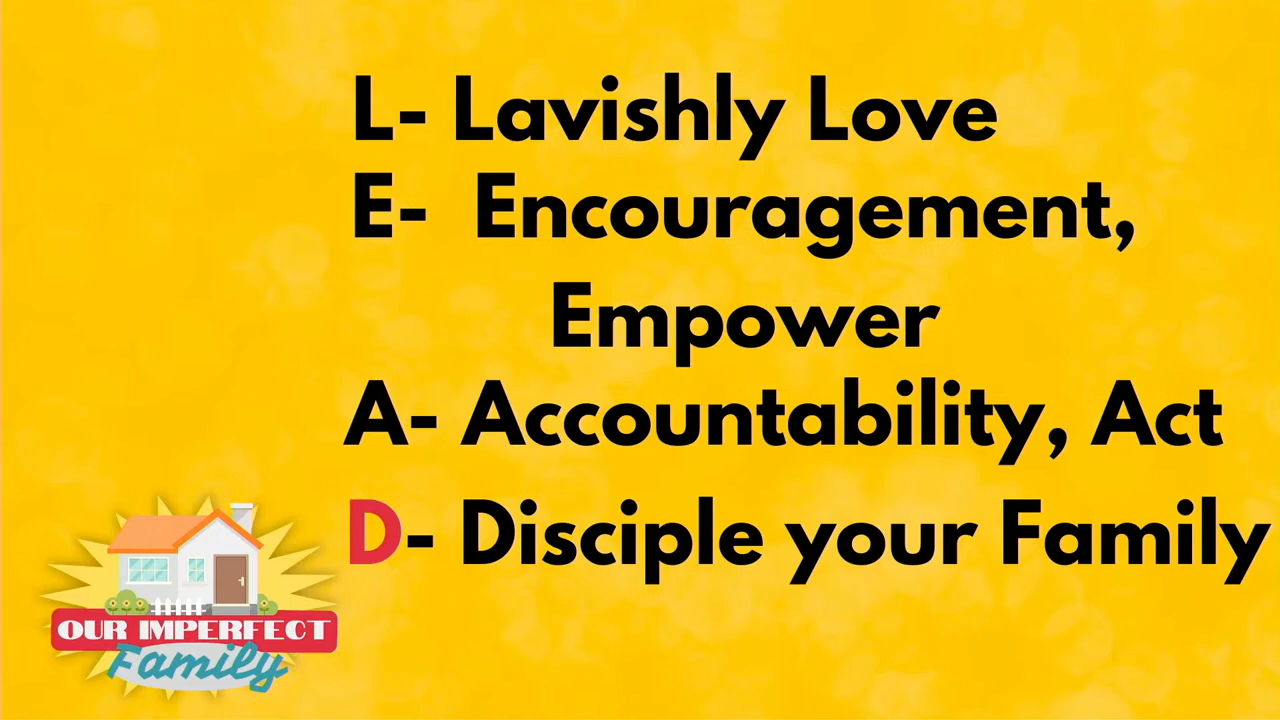 L- Lavishly Love
E- Encouragement,
Empower
A- Accountability, Act
D- Disciple your Family
OUR IMPERFECT
Family